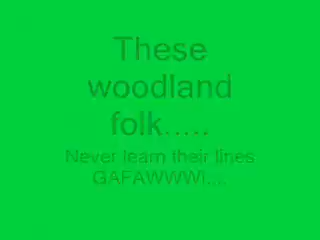 These
woodland
folk.....
Never learn their lines
GAFAWWW!...